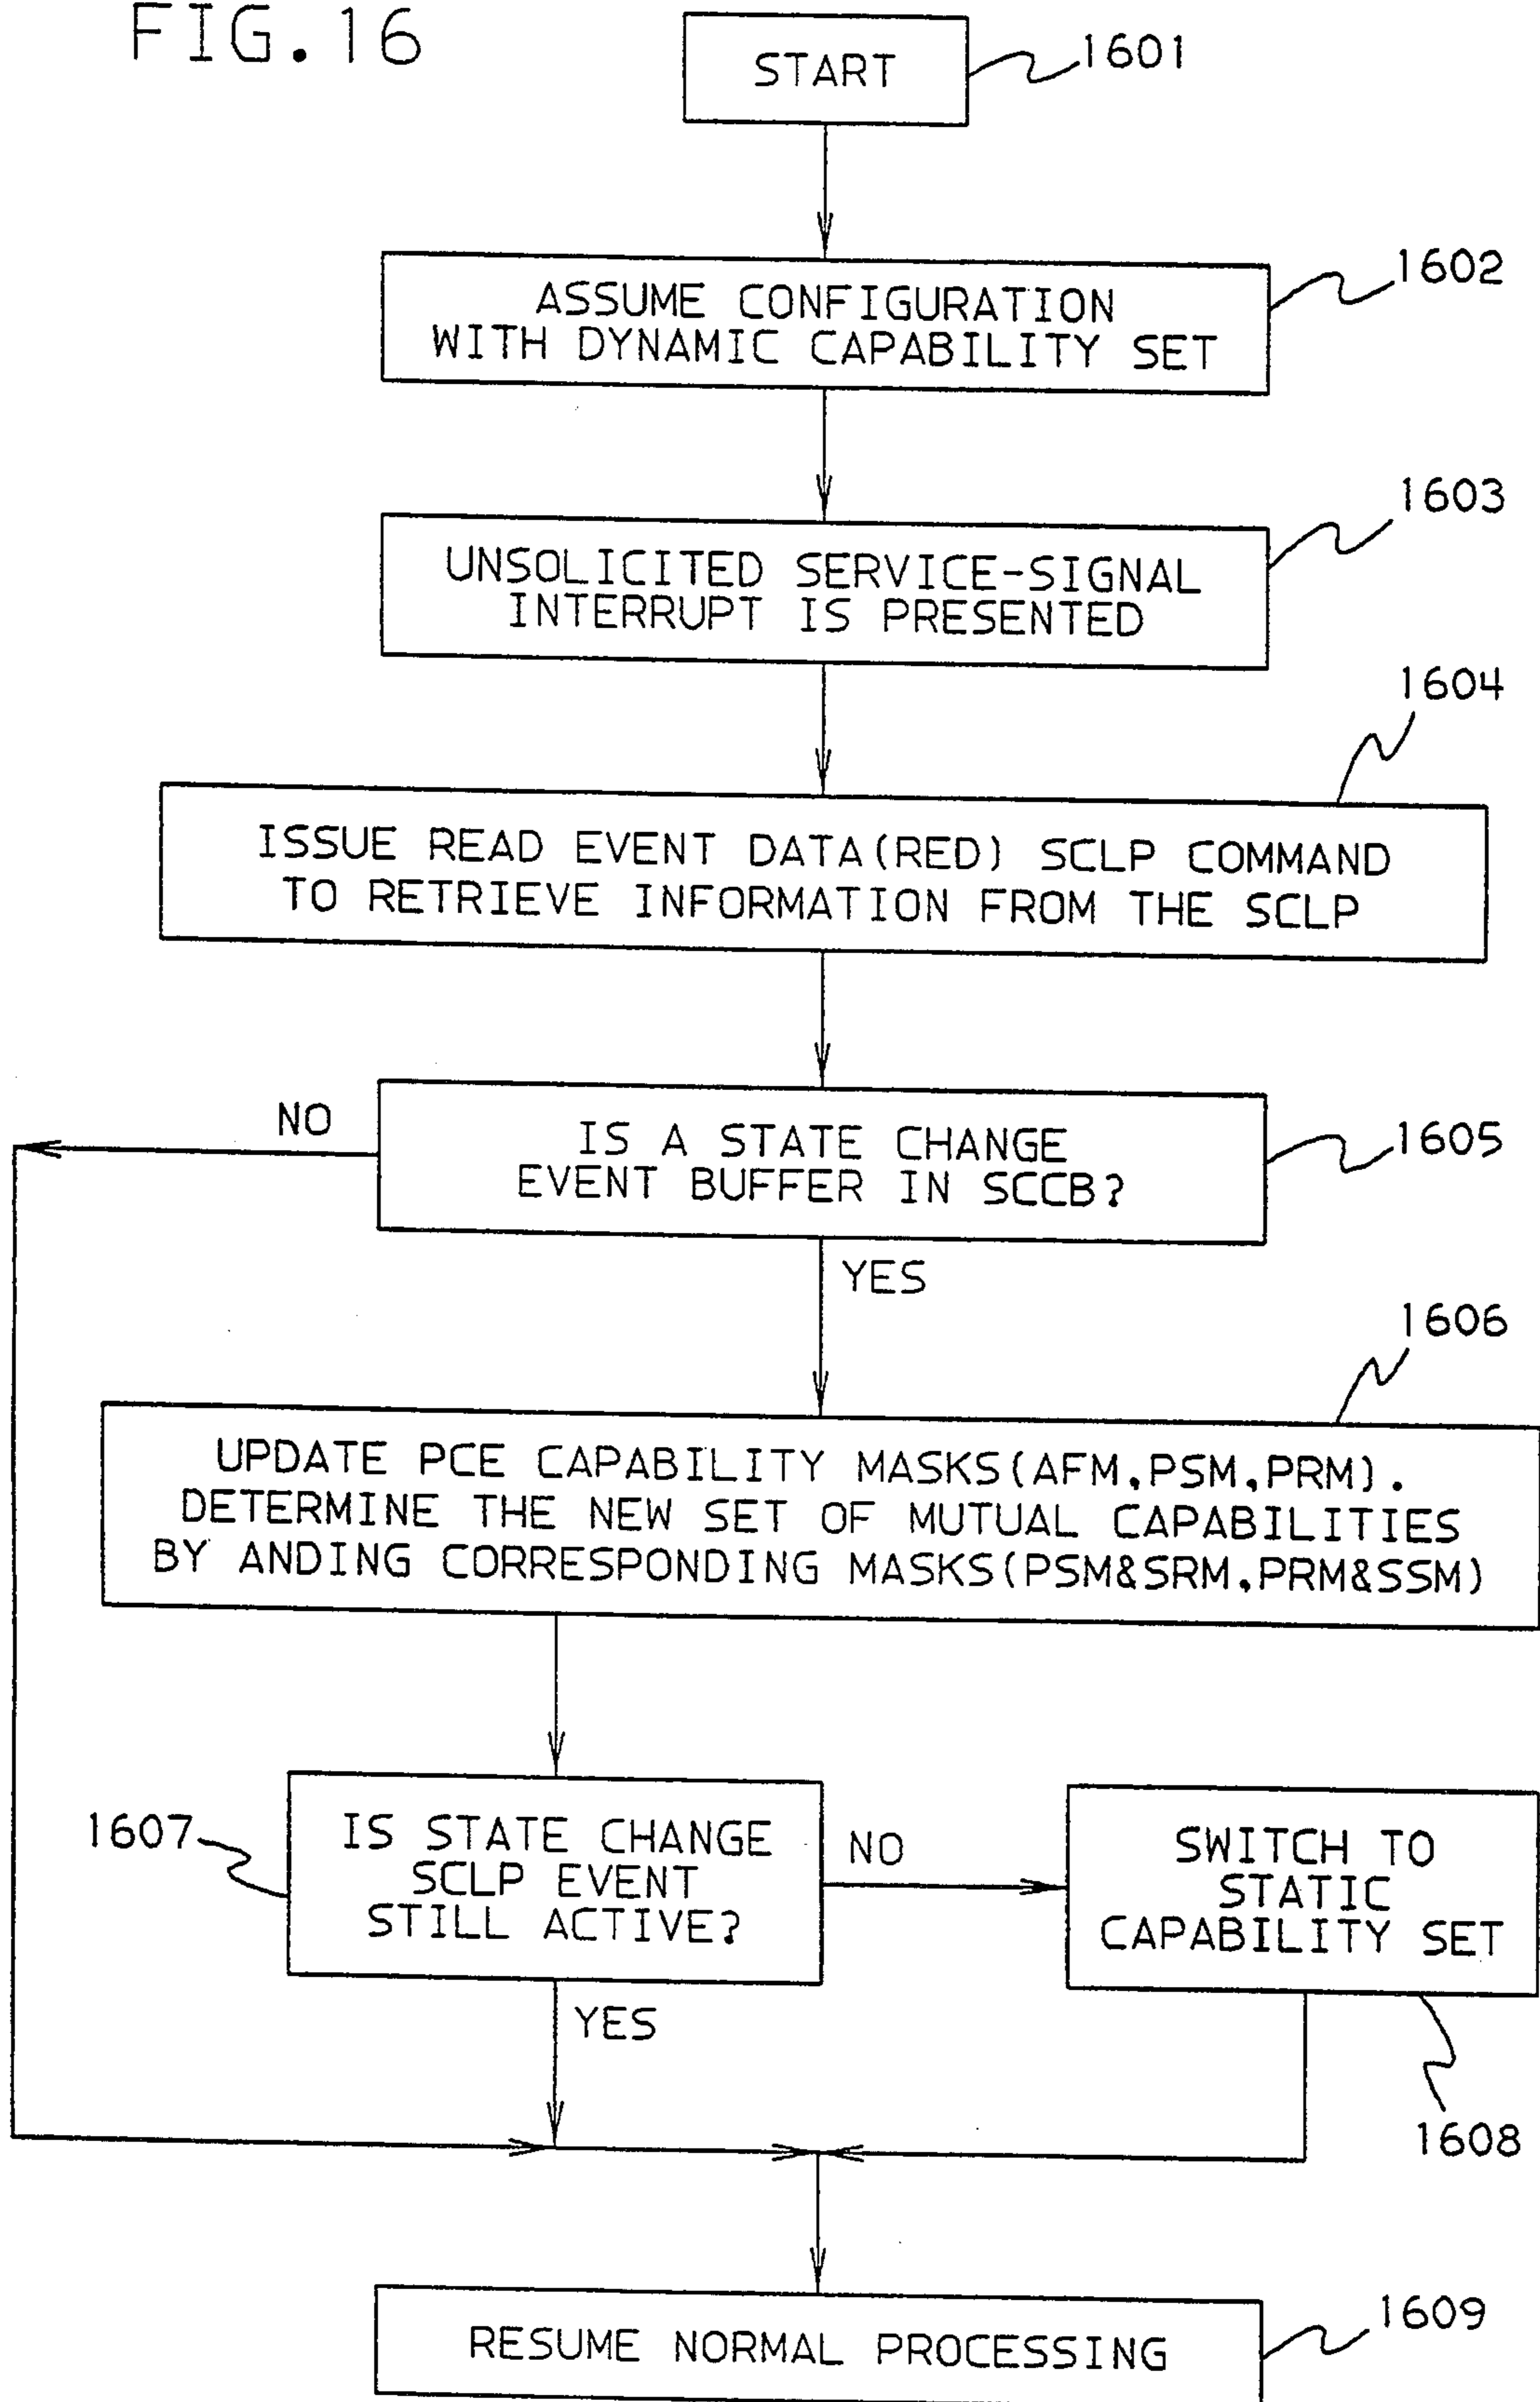 FIG.16
START
1601
1602
ASSUME CONFIGURATION
WITH DYNAMIC CAPABILITY SET
1603
UNSOLICITED SERVICE-SIGNAL
INTERRUPT IS PRESENTED
1604
ISSUE READ EVENT DATA(RED) SCLP COMMAND
TO RETRIEVE INFORMATION FROM THE SCLP
NO
IS A STATE CHANGE
EVENT BUFFER IN SCCB?
1605
YES
1606
UPDATE PCE CAPABILITY MASKS(AFM,PSM,PRM).
DETERMINE THE NEW SET OF MUTUAL CAPABILITIES
BY ANDING CORRESPONDING MASKS(PSM&SRM,PRM&SSM)
1607
IS STATE CHANGE
SCLP EVENT
STILL ACTIVE?
NO
SWITCH TO
STATIC
CAPABILITY SET
YES
1608
1609
RESUME NORMAL PROCESSING